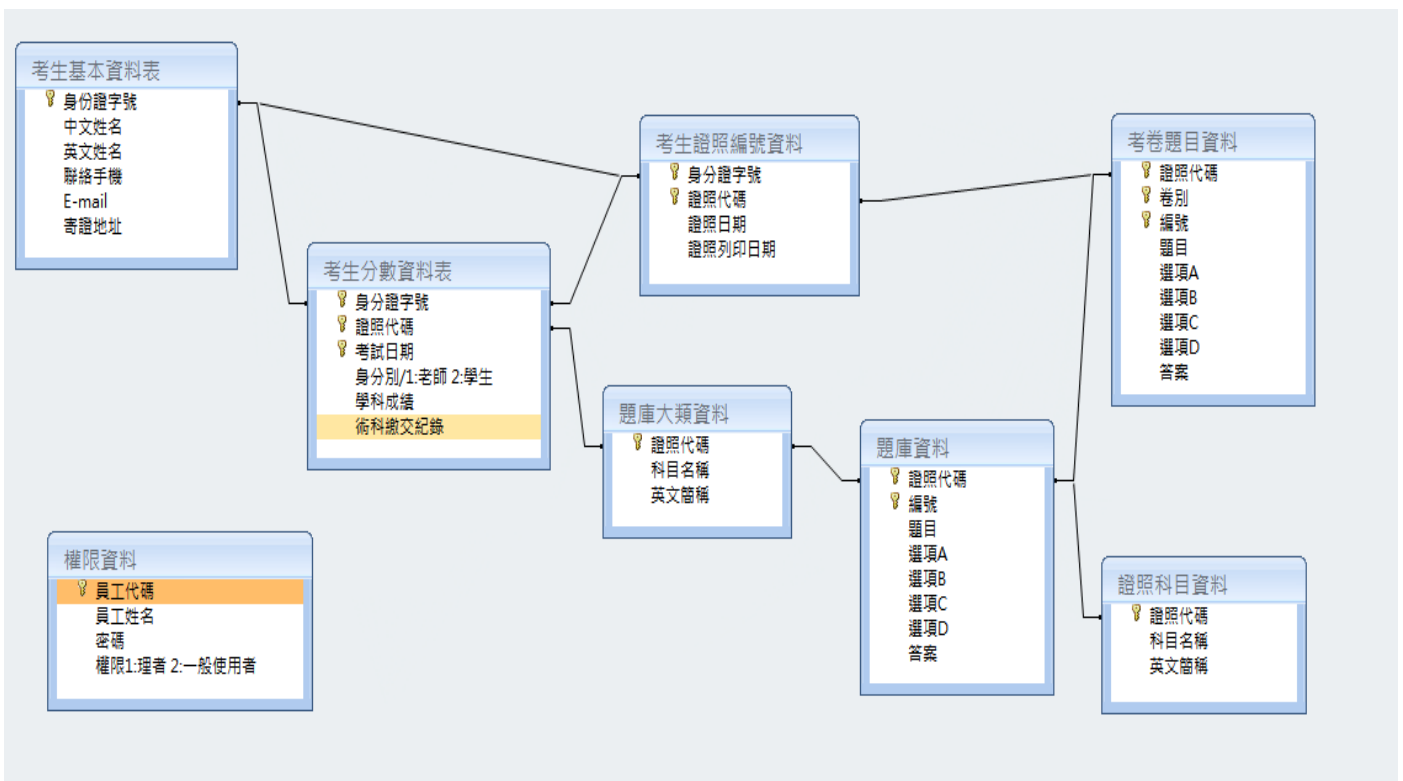 考生基本資料表
身份證字號
中文姓名
英文姓名
聯絡手機
E-mail
寄證地址
考生分數資料表
身分證字號
證照代碼
考試日期
身分別/1:老師 2:學生
學科成績
術科繳交紀錄
權限資料
員工代碼
員工姓名
密碼
權限1:理者 2:一般使用者
考生證照編號資料
身分證字號
證照代碼
證照日期
證照列印日期
題庫大類資料
證照代碼
科目名稱
英文簡稱
題庫資料
證照代碼
編號
題目
選項A
選項B
選項C
選項D
答案
考卷題目資料
證照代碼
卷別
編號
題目
選項A
選項B
選項C
選項D
答案
證照科目資料
證照代碼
科目名稱
英文簡稱